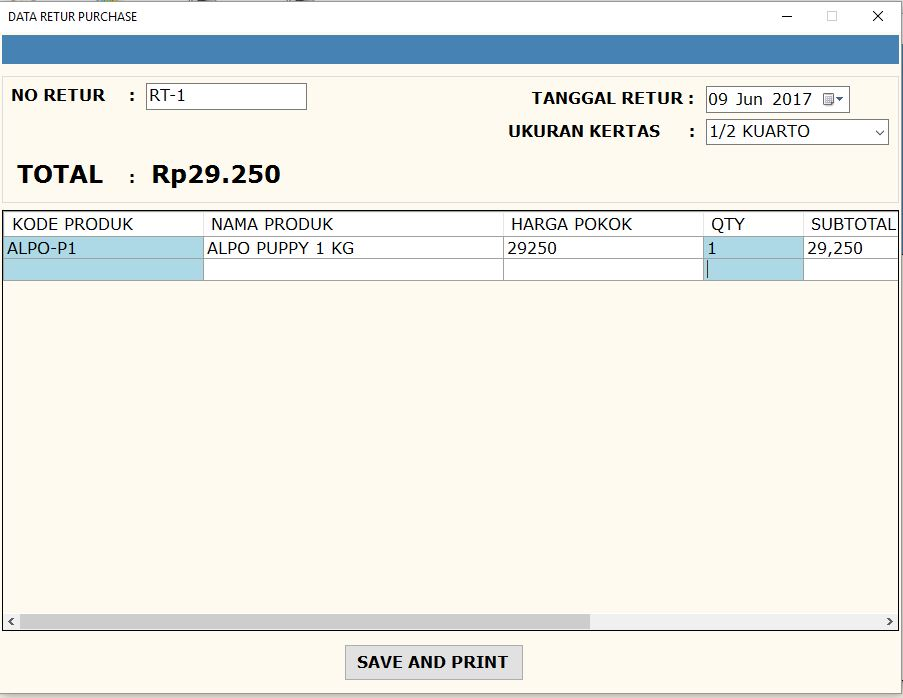 DATA RETUR PURCHASE
NO RETUR : RT-1
TANGGAL RETUR : 09 Jun 2017
UKURAN KERTAS : 1/2 KUARTO
TOTAL : Rp29.250
KODE PRODUK NAMA PRODUK HARGA POKOK QTY SUBTOTAL
ALPO-P1 ALPO PUPPY 1 KG 29250 1 29,250
SAVE AND PRINT